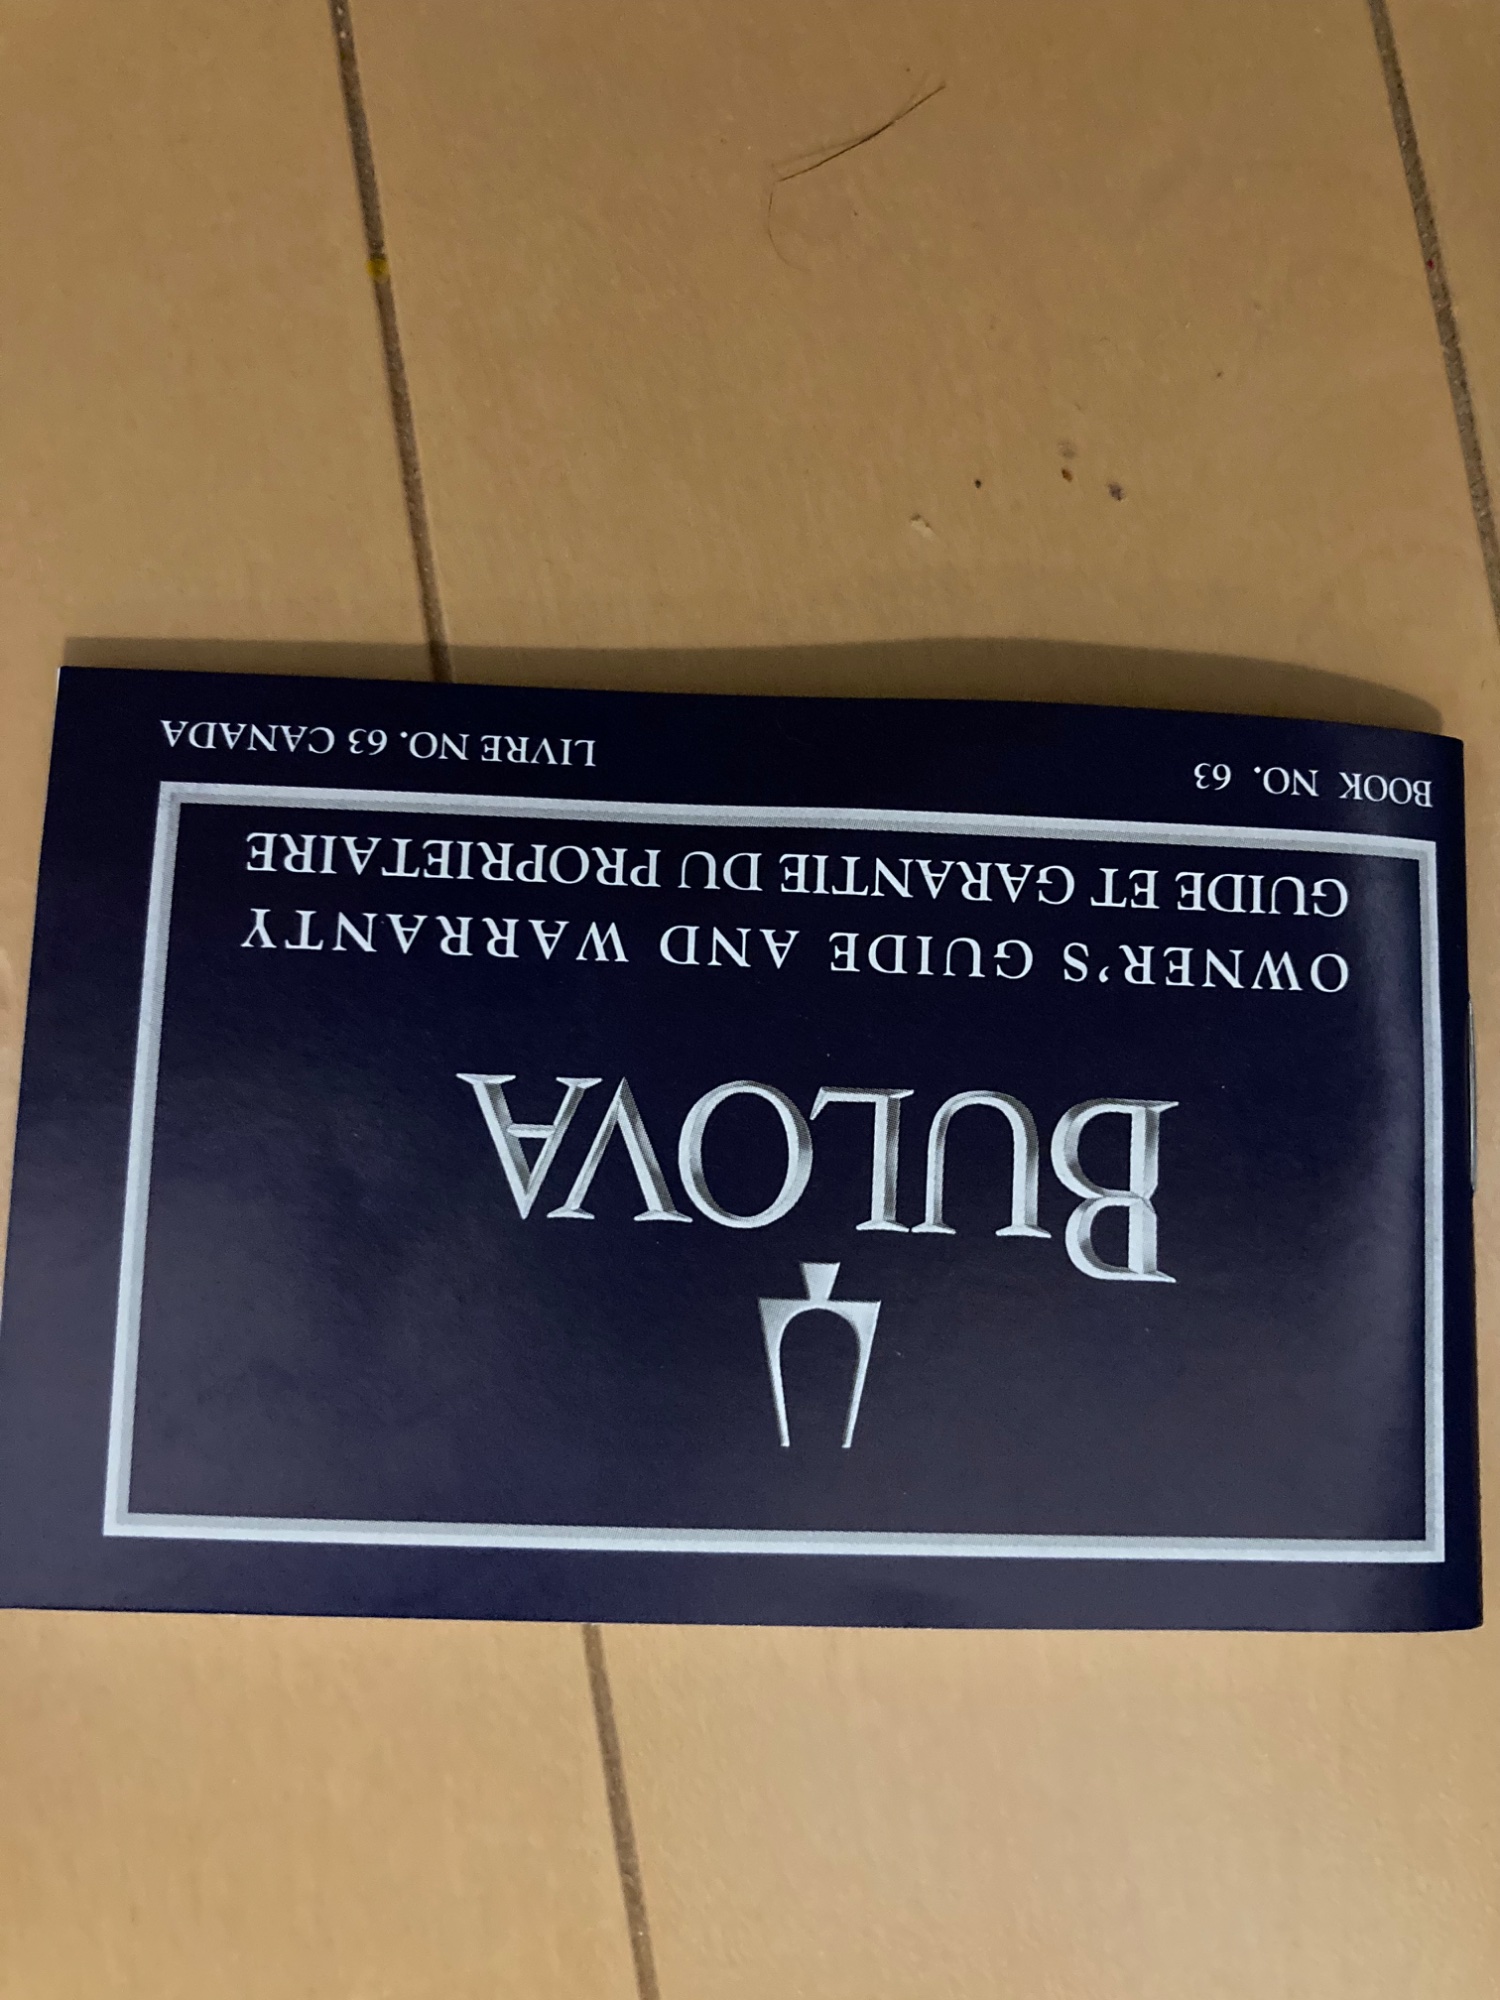 BULOVA
OWNER'S GUIDE AND WARRANTY
GUIDE ET GARANTIE DU PROPRIETAIRE
BOOK NO. 63
LIVRE NO. 63 CANADA